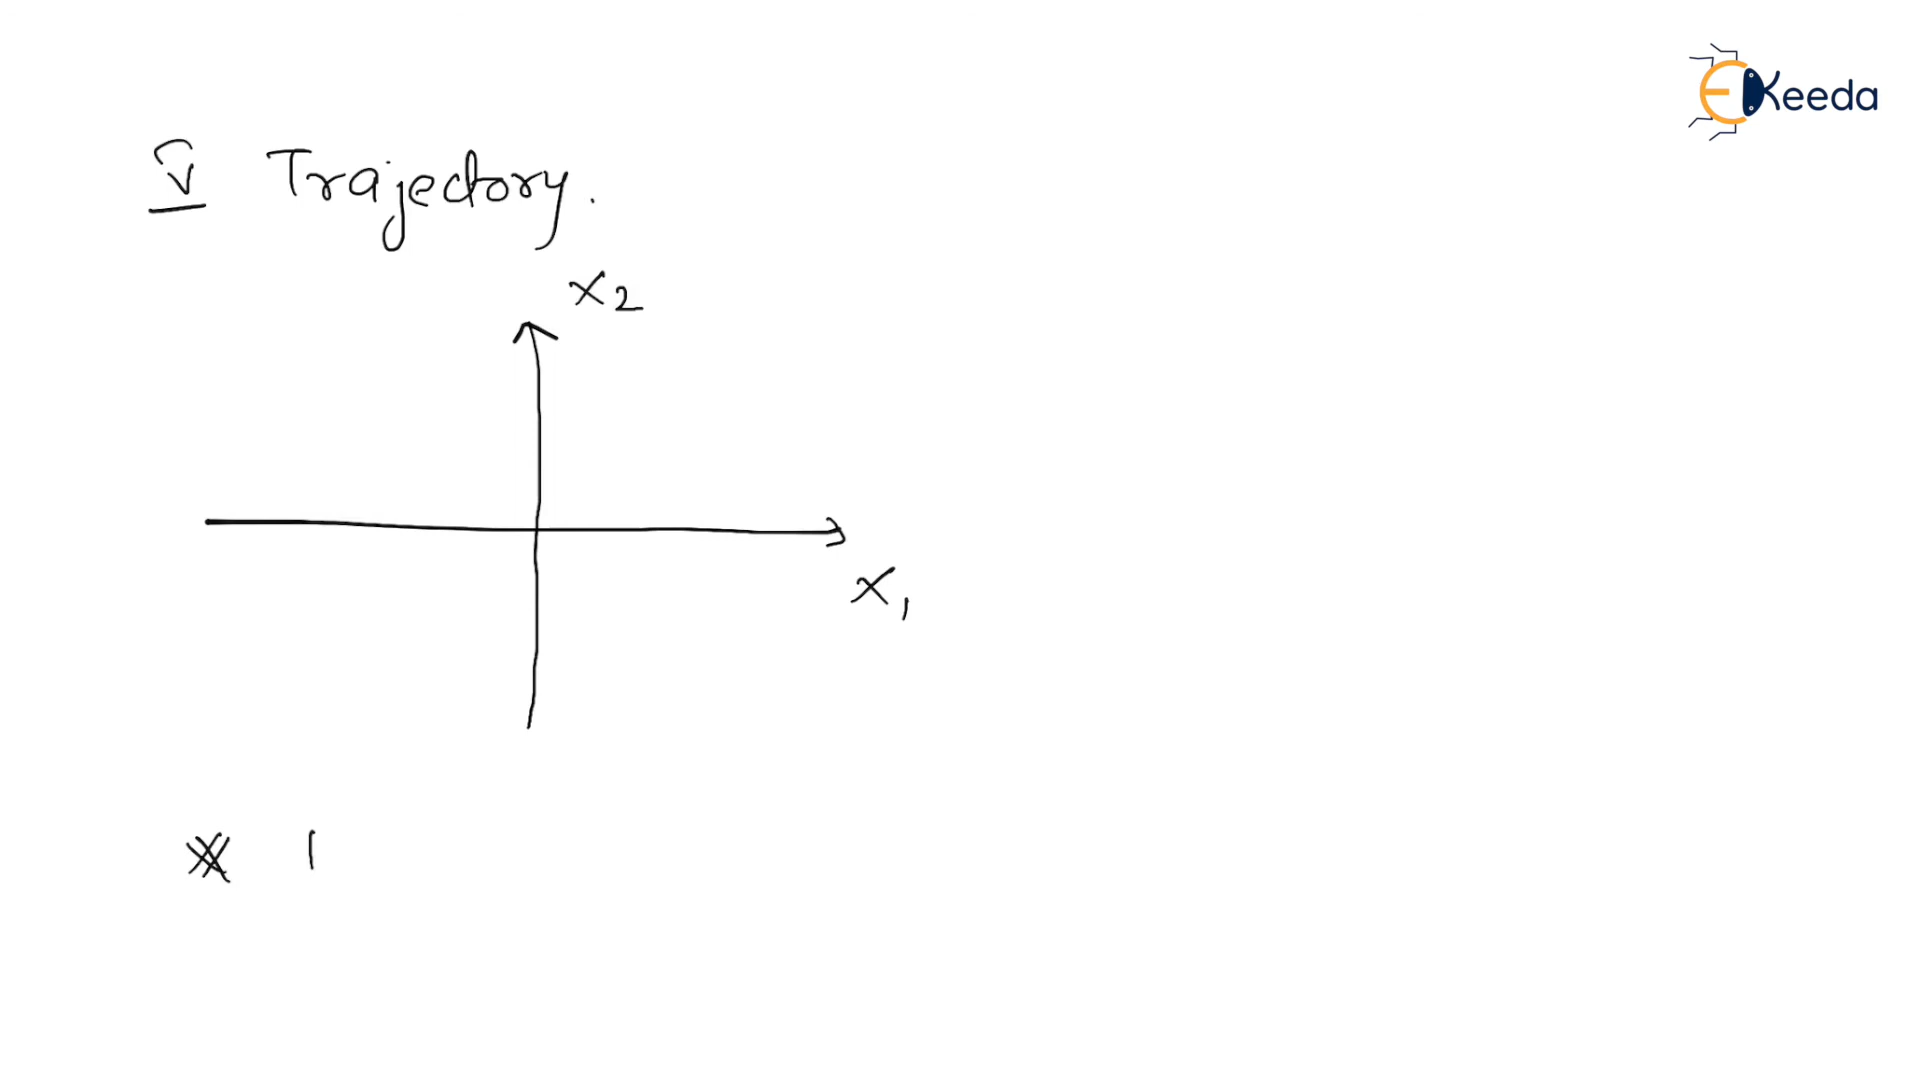 V Trajectory.
EKeeda
x2
x1
* I